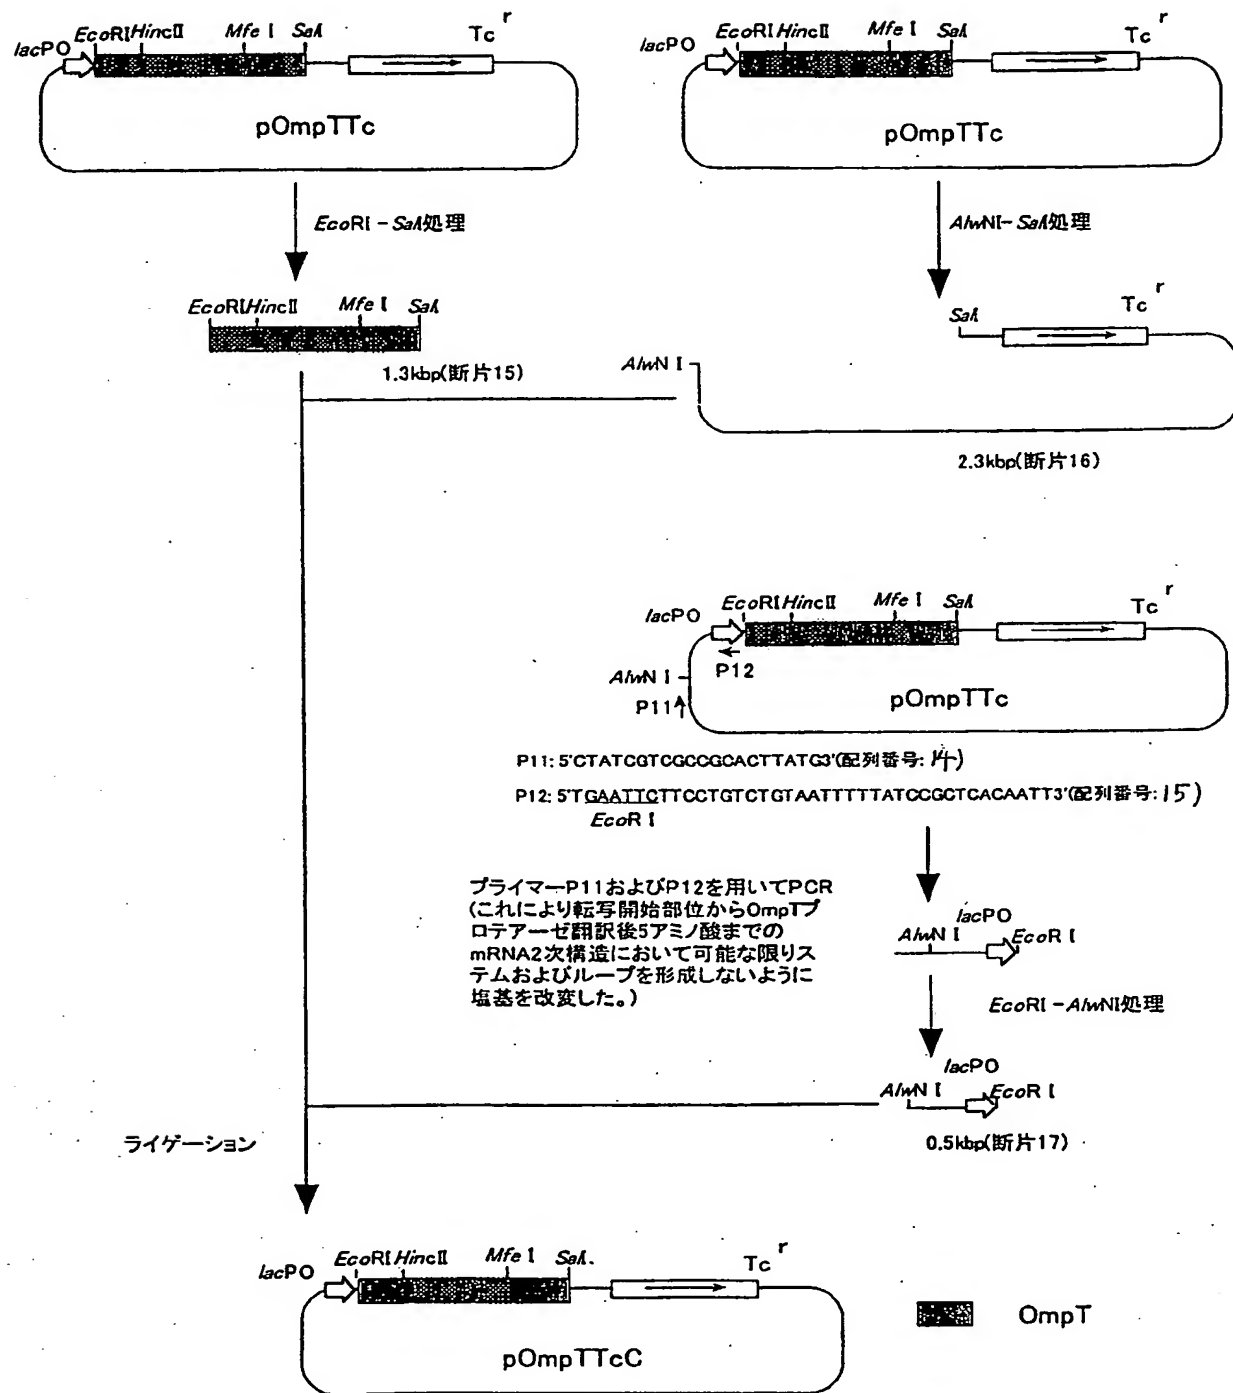 lacPO EcoRI HincII Mfe I SalI Tc r
pOmpTTc
EcoRI-SalI処理
EcoRI HincII Mfe I SalI
1.3kbp(断片15)
lacPO EcoRI HincII Mfe I SalI Tc r
pOmpTTc
AlwNI-SalI処理
SalI Tc r
AlwN I
2.3kbp(断片16)
lacPO EcoRI HincII Mfe I SalI Tc r
P12
AlwN I
P11
pOmpTTc
P11: 5'CTATCGTCGCCGCACTTATG3'(配列番号: 14)
P12: 5'TGAATTCTTCCTGTCTGTAATTTTTATCCGCTCACAATT3'(配列番号:15)
EcoR I
プライマーP11およびP12を用いてPCR
(これにより転写開始部位からOmpTプ
ロテアーゼ翻訳後5アミノ酸までの
mRNA2次構造において可能な限りス
テムおよびループを形成しないように
塩基を改変した。)
lacPO
AlwN I EcoR I
EcoRI-AlwNI処理
lacPO
AlwN I EcoR I
0.5kbp(断片17)
ライゲーション
lacPO EcoRI HincII Mfe I SalI. Tc r
pOmpTTcC
OmpT